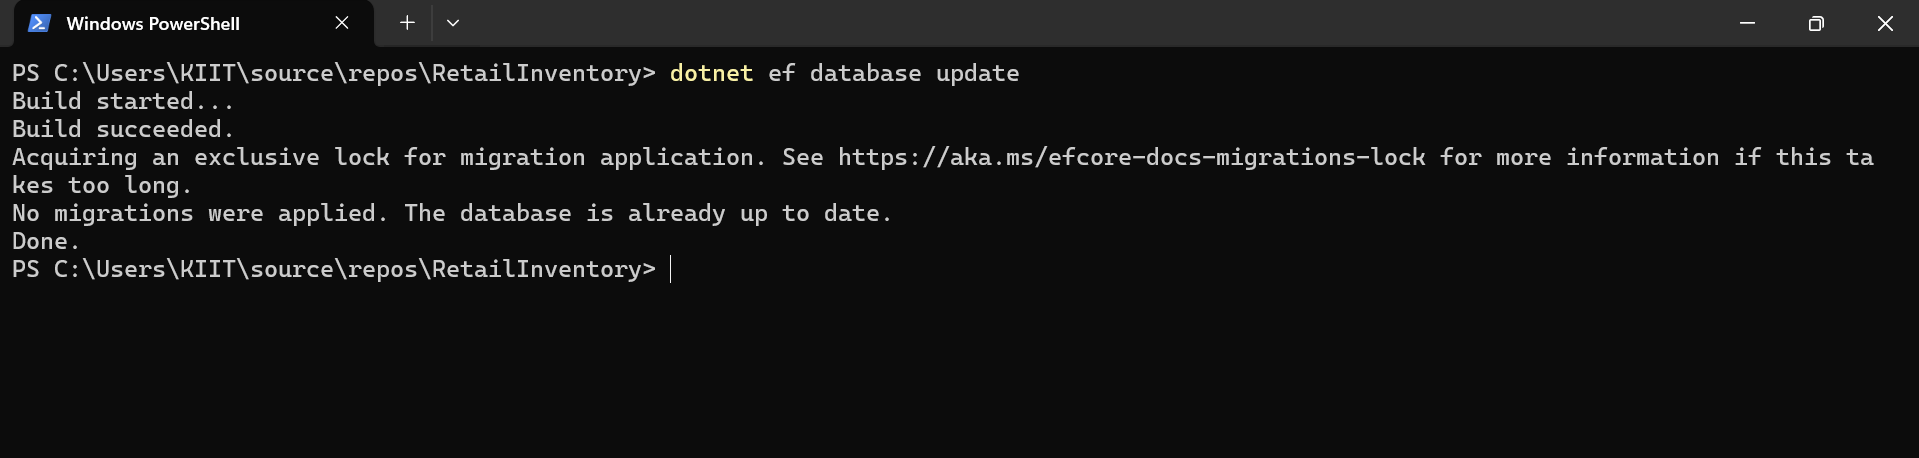 Windows PowerShell
PS C:\Users\KIIT\source\repos\RetailInventory> dotnet ef database update
Build started...
Build succeeded.
Acquiring an exclusive lock for migration application. See https://aka.ms/efcore-docs-migrations-lock for more information if this ta
kes too long.
No migrations were applied. The database is already up to date.
Done.
PS C:\Users\KIIT\source\repos\RetailInventory>